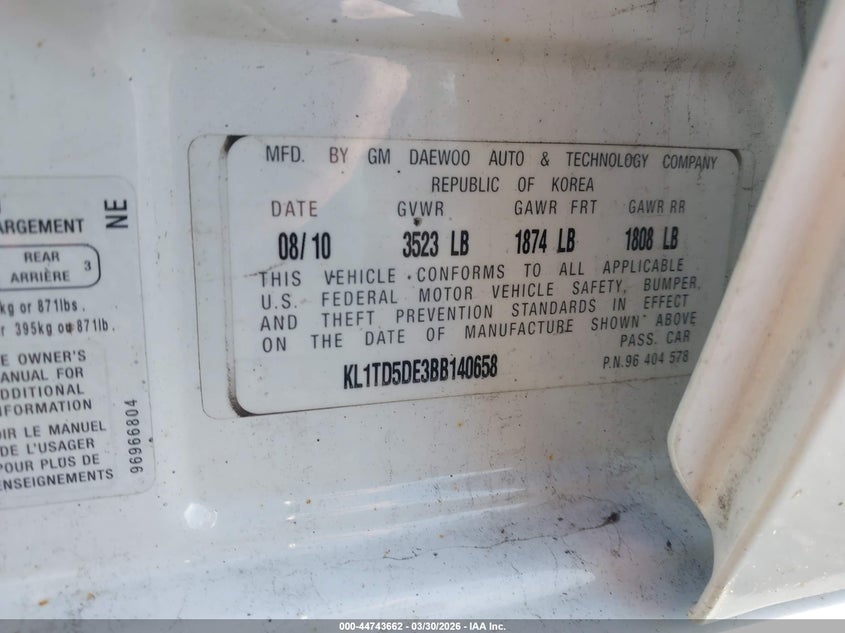 ARGEMENT
NE
REAR
ARRIÈRE 3
kg or 871lbs.
r 395kg ou 871lb.
E OWNER'S
ANUAL FOR
DDITIONAL
NFORMATION
IR LE MANUEL
DE L'USAGER
POUR PLUS DE
ENSEIGNEMENTS
96966804
MFD. BY GM DAEWOO AUTO & TECHNOLOGY COMPANY
REPUBLIC OF KOREA
DATE GVWR GAWR FRT GAWR RR
08/10 3523 LB 1874 LB 1808 LB
THIS VEHICLE CONFORMS TO ALL APPLICABLE
U.S. FEDERAL MOTOR VEHICLE SAFETY, BUMPER,
AND THEFT PREVENTION STANDARDS IN EFFECT
ON THE DATE OF MANUFACTURE SHOWN ABOVE
PASS. CAR
KL1TD5DE3BB140658
P.N.96 404 578
000-44743662 - 03/30/2026 - IAA Inc.